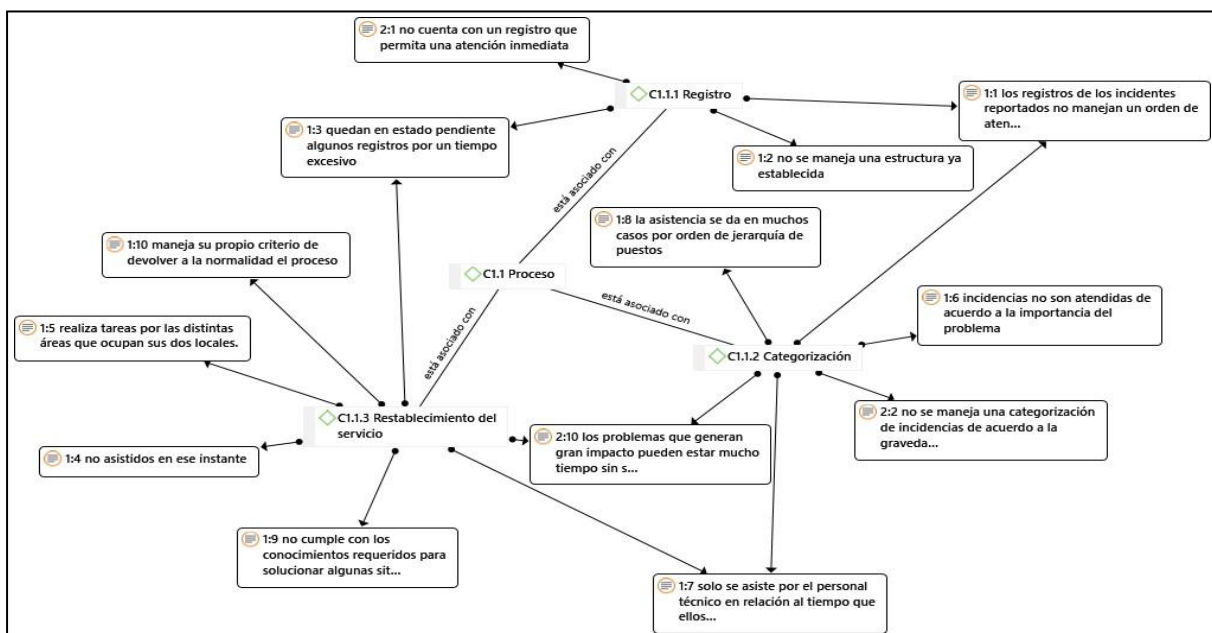 2:1 no cuenta con un registro que
permita una atención inmediata
C1.1.1 Registro
1:1 los registros de los incidentes
reportados no manejan un orden de
aten...
1:3 quedan en estado pendiente
algunos registros por un tiempo
excesivo
1:2 no se maneja una estructura ya
establecida
está asociado con
1:8 la asistencia se da en muchos
casos por orden de jerarquía de
puestos
1:10 maneja su propio criterio de
devolver a la normalidad el proceso
C1.1 Proceso
está asociado con
1:6 incidencias no son atendidas de
acuerdo a la importancia del
problema
1:5 realiza tareas por las distintas
áreas que ocupan sus dos locales.
está asociado con
C1.1.2 Categorización
C1.1.3 Restablecimiento del
servicio
2:2 no se maneja una categorización
de incidencias de acuerdo a la
graveda...
2:10 los problemas que generan
gran impacto pueden estar mucho
tiempo sin s...
1:4 no asistidos en ese instante
1:9 no cumple con los
conocimientos requeridos para
solucionar algunas sit...
1:7 solo se asiste por el personal
técnico en relación al tiempo que
ellos...